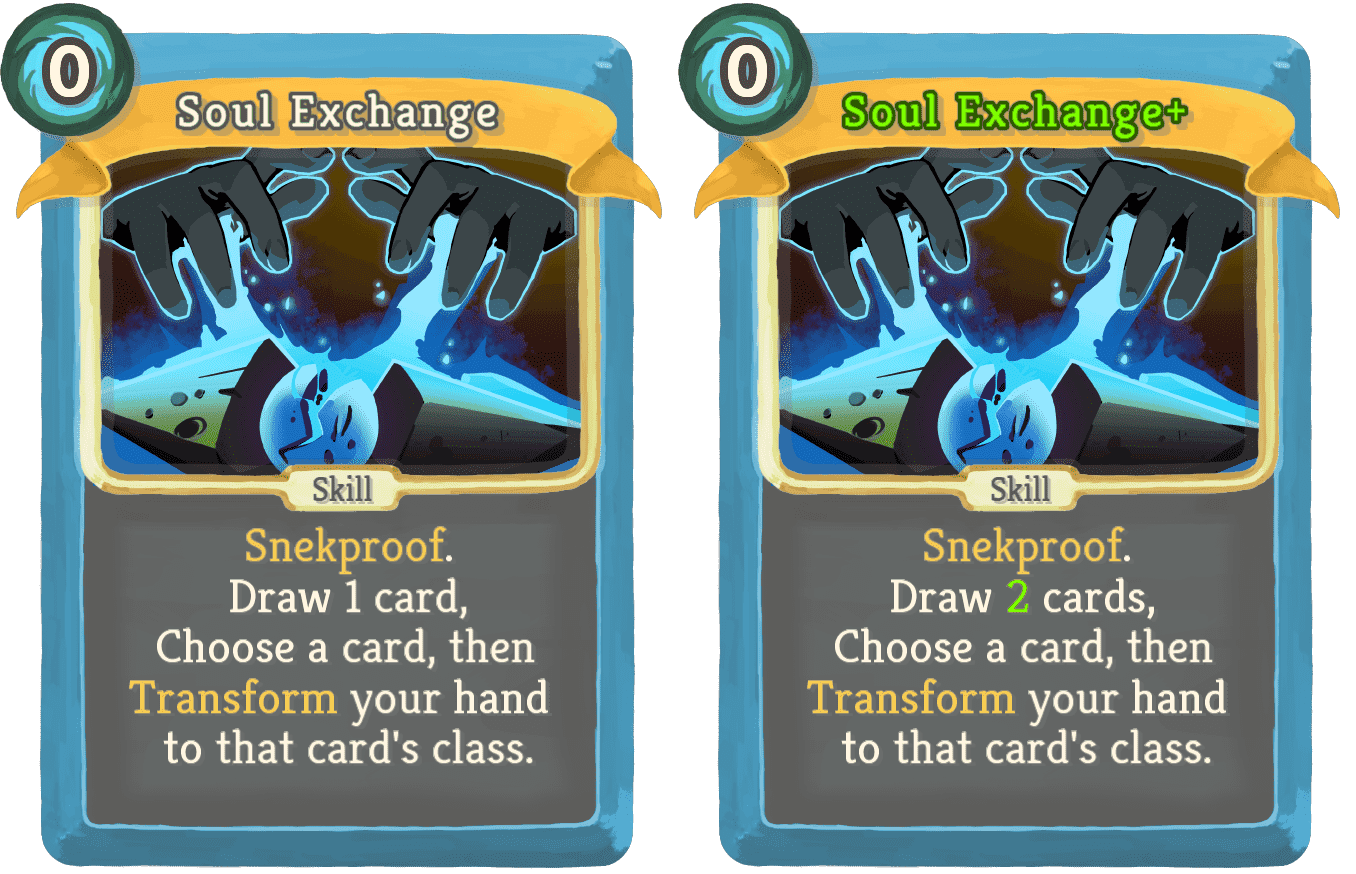 0
Soul Exchange
Skill
Snekproof.
Draw 1 card,
Choose a card, then
Transform your hand
to that card's class.
0
Soul Exchange+
Skill
Snekproof.
Draw 2 cards,
Choose a card, then
Transform your hand
to that card's class.